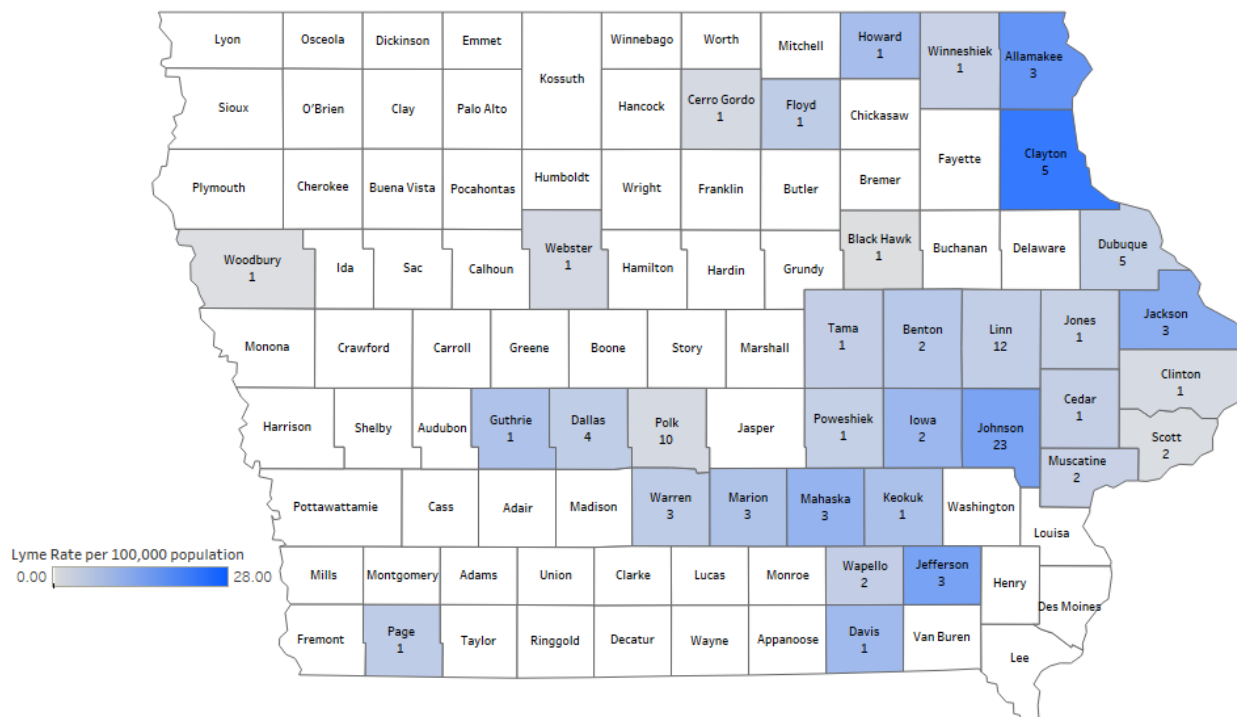 Lyon
Osceola
Dickinson
Emmet
Kossuth
Winnebago
Worth
Mitchell
Howard
1
Winneshiek
1
Allamakee
3
Sioux
O'Brien
Clay
Palo Alto
Hancock
Cerro Gordo
1
Floyd
1
Chickasaw
Fayette
Clayton
5
Plymouth
Cherokee
Buena Vista
Pocahontas
Humboldt
Wright
Franklin
Butler
Bremer
Woodbury
1
Ida
Sac
Calhoun
Webster
1
Hamilton
Hardin
Grundy
Black Hawk
1
Buchanan
Delaware
Dubuque
5
Monona
Crawford
Carroll
Greene
Boone
Story
Marshall
Tama
1
Benton
2
Linn
12
Jones
1
Jackson
3
Clinton
1
Harrison
Shelby
Audubon
Guthrie
1
Dallas
4
Polk
10
Jasper
Poweshiek
1
Iowa
2
Johnson
23
Cedar
1
Scott
2
Muscatine
2
Pottawattamie
Cass
Adair
Madison
Warren
3
Marion
3
Mahaska
3
Keokuk
1
Washington
Louisa
Lyme Rate per 100,000 population
0.00
28.00
Mills
Montgomery
Adams
Union
Clarke
Lucas
Monroe
Wapello
2
Jefferson
3
Henry
Des Moines
Fremont
Page
1
Taylor
Ringgold
Decatur
Wayne
Appanoose
Davis
1
Van Buren
Lee